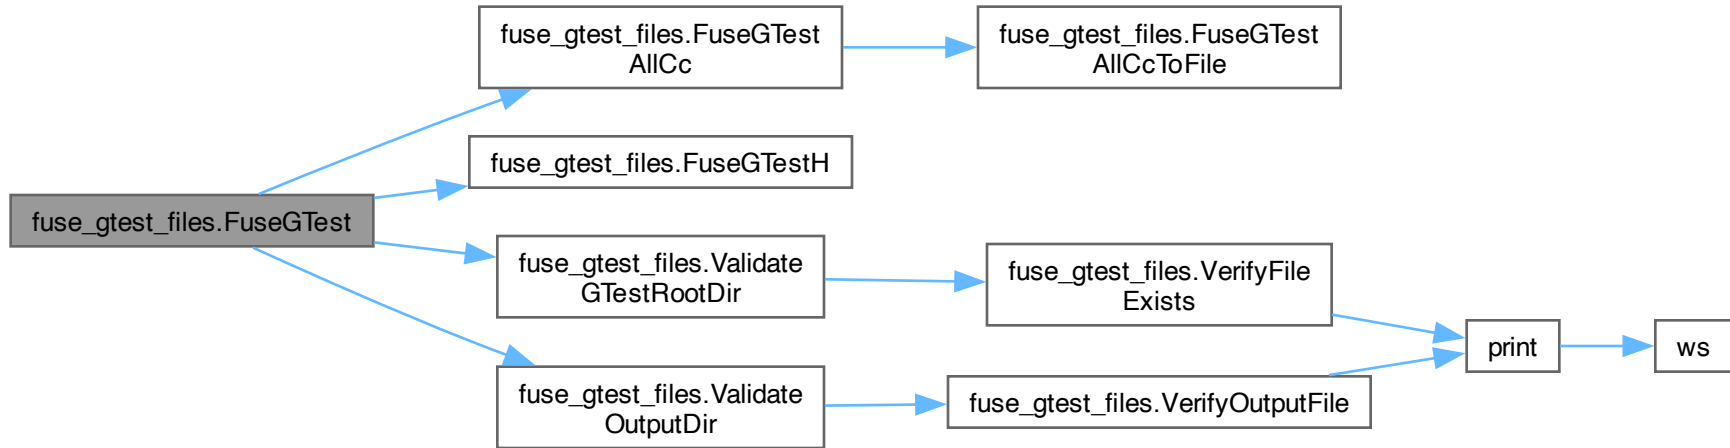 fuse_gtest_files.FuseGTest
fuse_gtest_files.FuseGTest
AllCc
fuse_gtest_files.FuseGTest
AllCcToFile
fuse_gtest_files.FuseGTestH
fuse_gtest_files.Validate
GTestRootDir
fuse_gtest_files.VerifyFile
Exists
fuse_gtest_files.Validate
OutputDir
fuse_gtest_files.VerifyOutputFile
print
ws